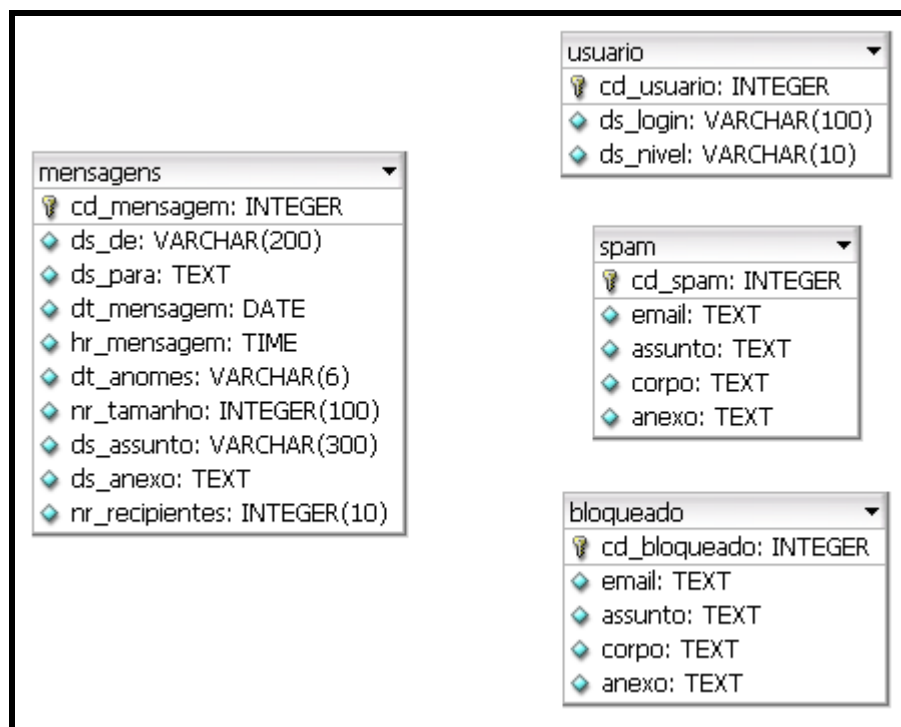 mensagens
cd_mensagem: INTEGER
ds_de: VARCHAR(200)
ds_para: TEXT
dt_mensagem: DATE
hr_mensagem: TIME
dt_anomes: VARCHAR(6)
nr_tamanho: INTEGER(100)
ds_assunto: VARCHAR(300)
ds_anexo: TEXT
nr_recipientes: INTEGER(10)
usuario
cd_usuario: INTEGER
ds_login: VARCHAR(100)
ds_nivel: VARCHAR(10)
spam
cd_spam: INTEGER
email: TEXT
assunto: TEXT
corpo: TEXT
anexo: TEXT
bloqueado
cd_bloqueado: INTEGER
email: TEXT
assunto: TEXT
corpo: TEXT
anexo: TEXT